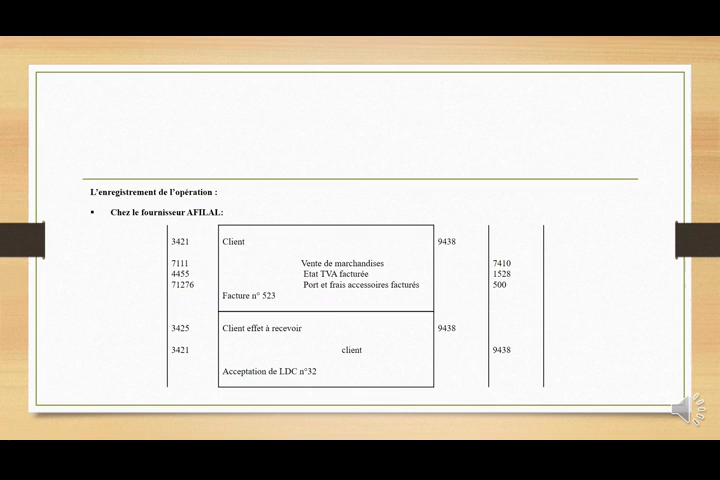 L'enregistrement de l'opération :
▪ Chez le fournisseur AFILAL:
3421 Client 9438
7111 Vente de marchandises 7410
4455 Etat TVA facturée 1528
71276 Port et frais accessoires facturés 500
Facture n° 523
3425 Client effet à recevoir 9438
3421 client 9438
Acceptation de LDC n°32